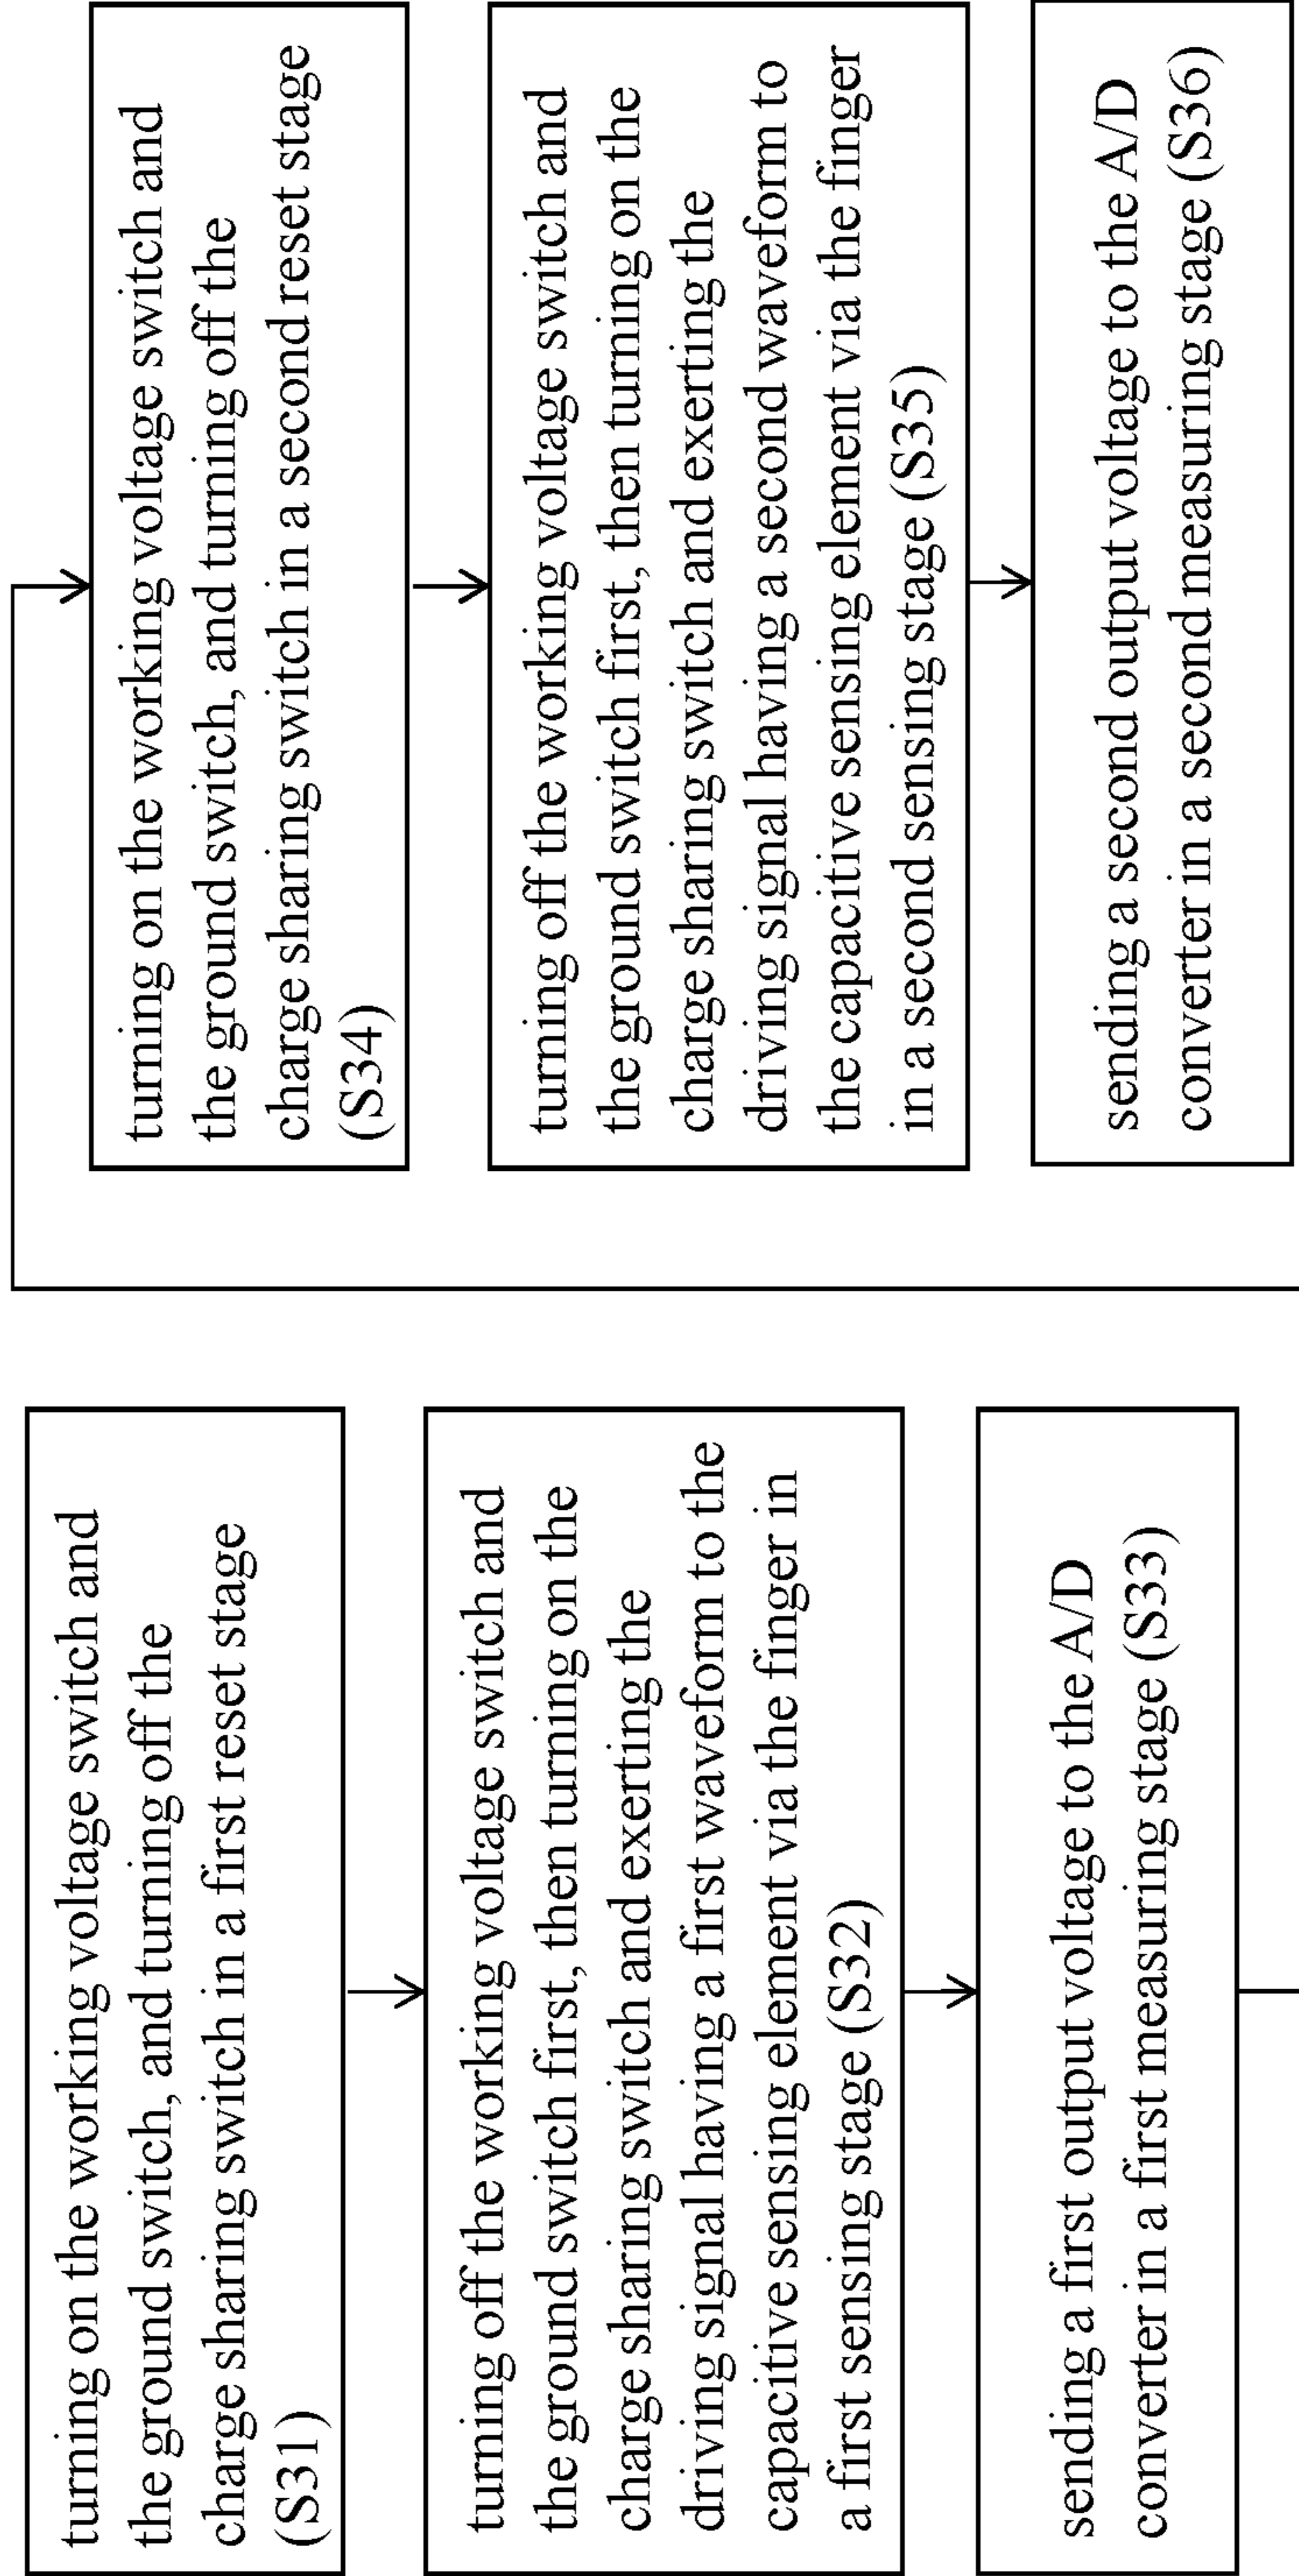 turning on the working voltage switch and
the ground switch, and turning off the
charge sharing switch in a first reset stage
(S31)
turning off the working voltage switch and
the ground switch first, then turning on the
charge sharing switch and exerting the
driving signal having a first waveform to the
capacitive sensing element via the finger in
a first sensing stage (S32)
sending a first output voltage to the A/D
converter in a first measuring stage (S33)
turning on the working voltage switch and
the ground switch, and turning off the
charge sharing switch in a second reset stage
(S34)
turning off the working voltage switch and
the ground switch first, then turning on the
charge sharing switch and exerting the
driving signal having a second waveform to
the capacitive sensing element via the finger
in a second sensing stage (S35)
sending a second output voltage to the A/D
converter in a second measuring stage (S36)